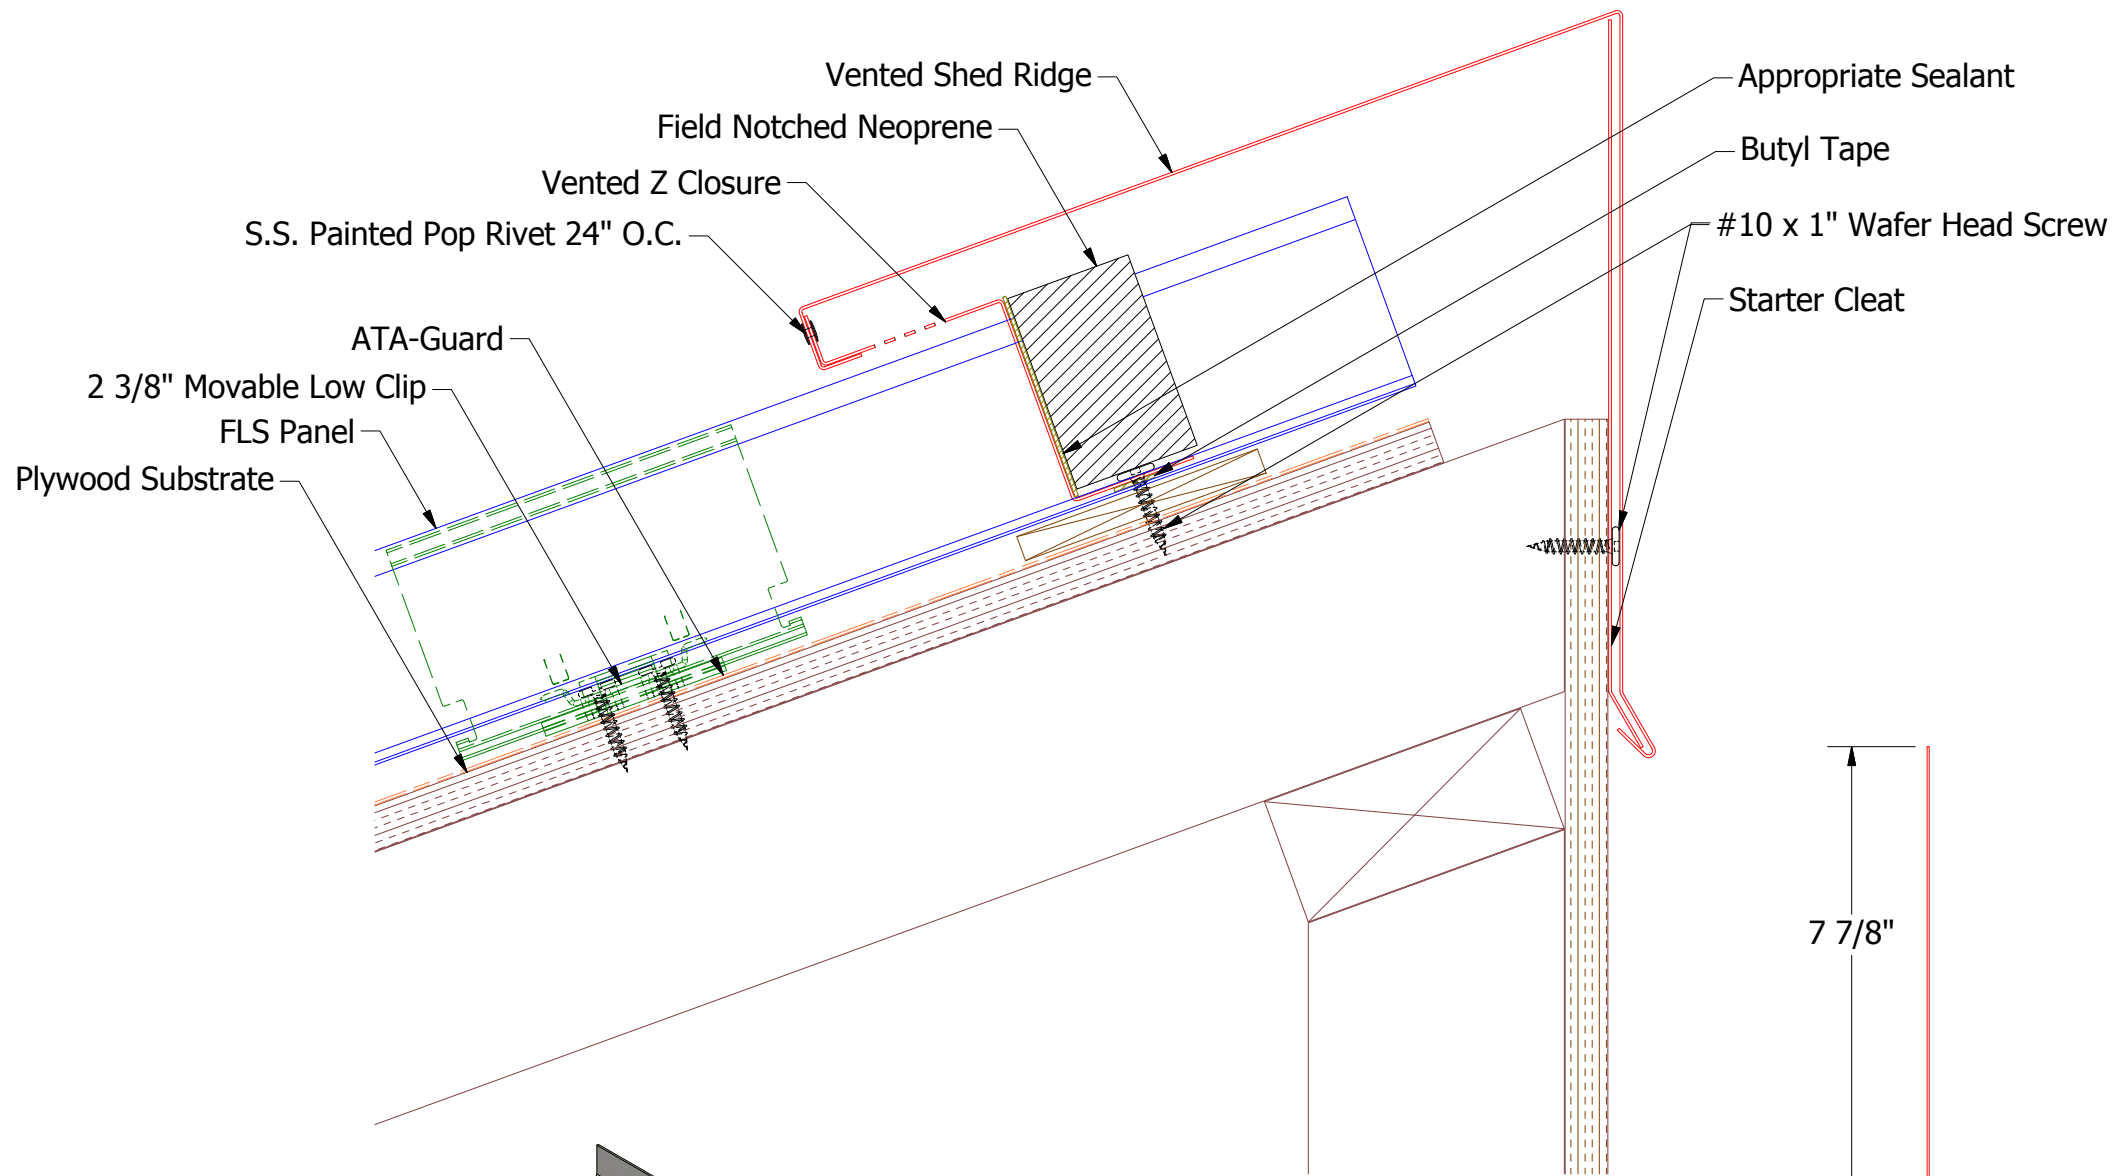 Vented Shed Ridge
Field Notched Neoprene
Vented Z Closure
S.S. Painted Pop Rivet 24" O.C.
ATA-Guard
2 3/8" Movable Low Clip
FLS Panel
Plywood Substrate
Appropriate Sealant
Butyl Tape
#10 x 1" Wafer Head Screw
Starter Cleat
7 7/8"